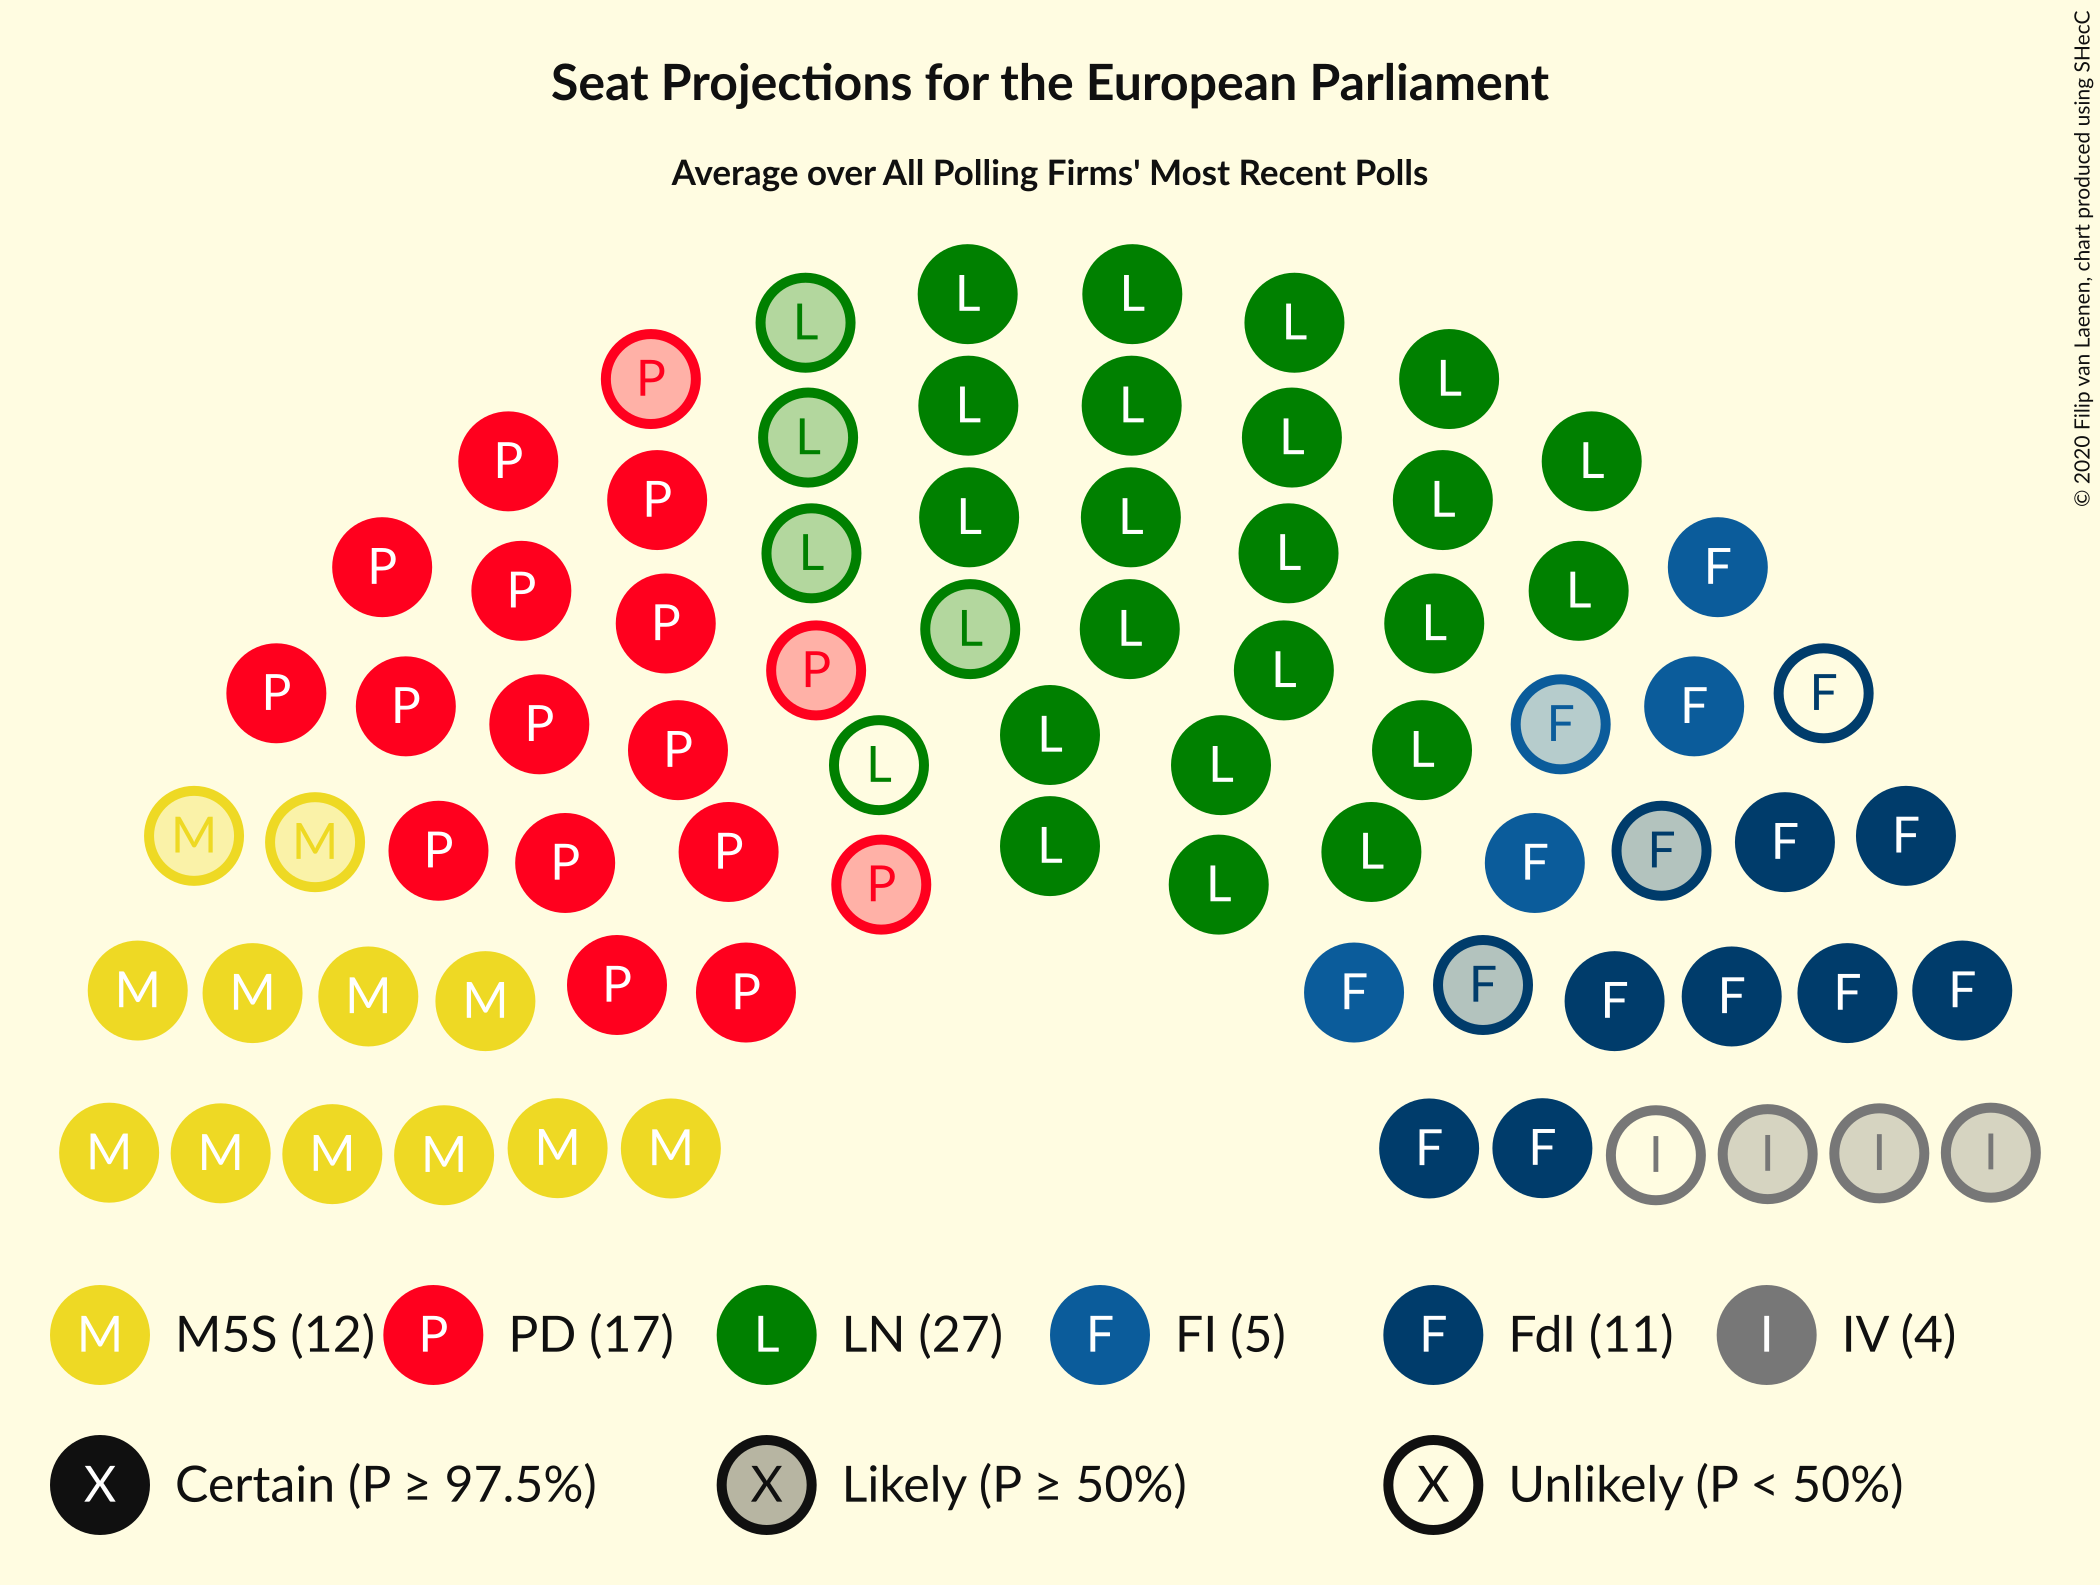 Seat Projections for the European Parliament
Average over All Polling Firms' Most Recent Polls
© 2020 Filip van Laenen, chart produced using SHecC
L L
L L
P L
L L
L L
P P L
L L
P L
L L
L L
P F
P L
P L
L L
P L
P F
P F
P F
P L
L
P L
L L
M F
M F
P L
P F
P F
P L
L
M F
M F
M F
M F
P F
P F
M I
M I
M I
M I
M F
M F
M M5S (12) P PD (17) L LN (27) F FI (5) F FdI (11) I IV (4)
X Certain (P ≥ 97.5%) X Likely (P ≥ 50%) X Unlikely (P < 50%)